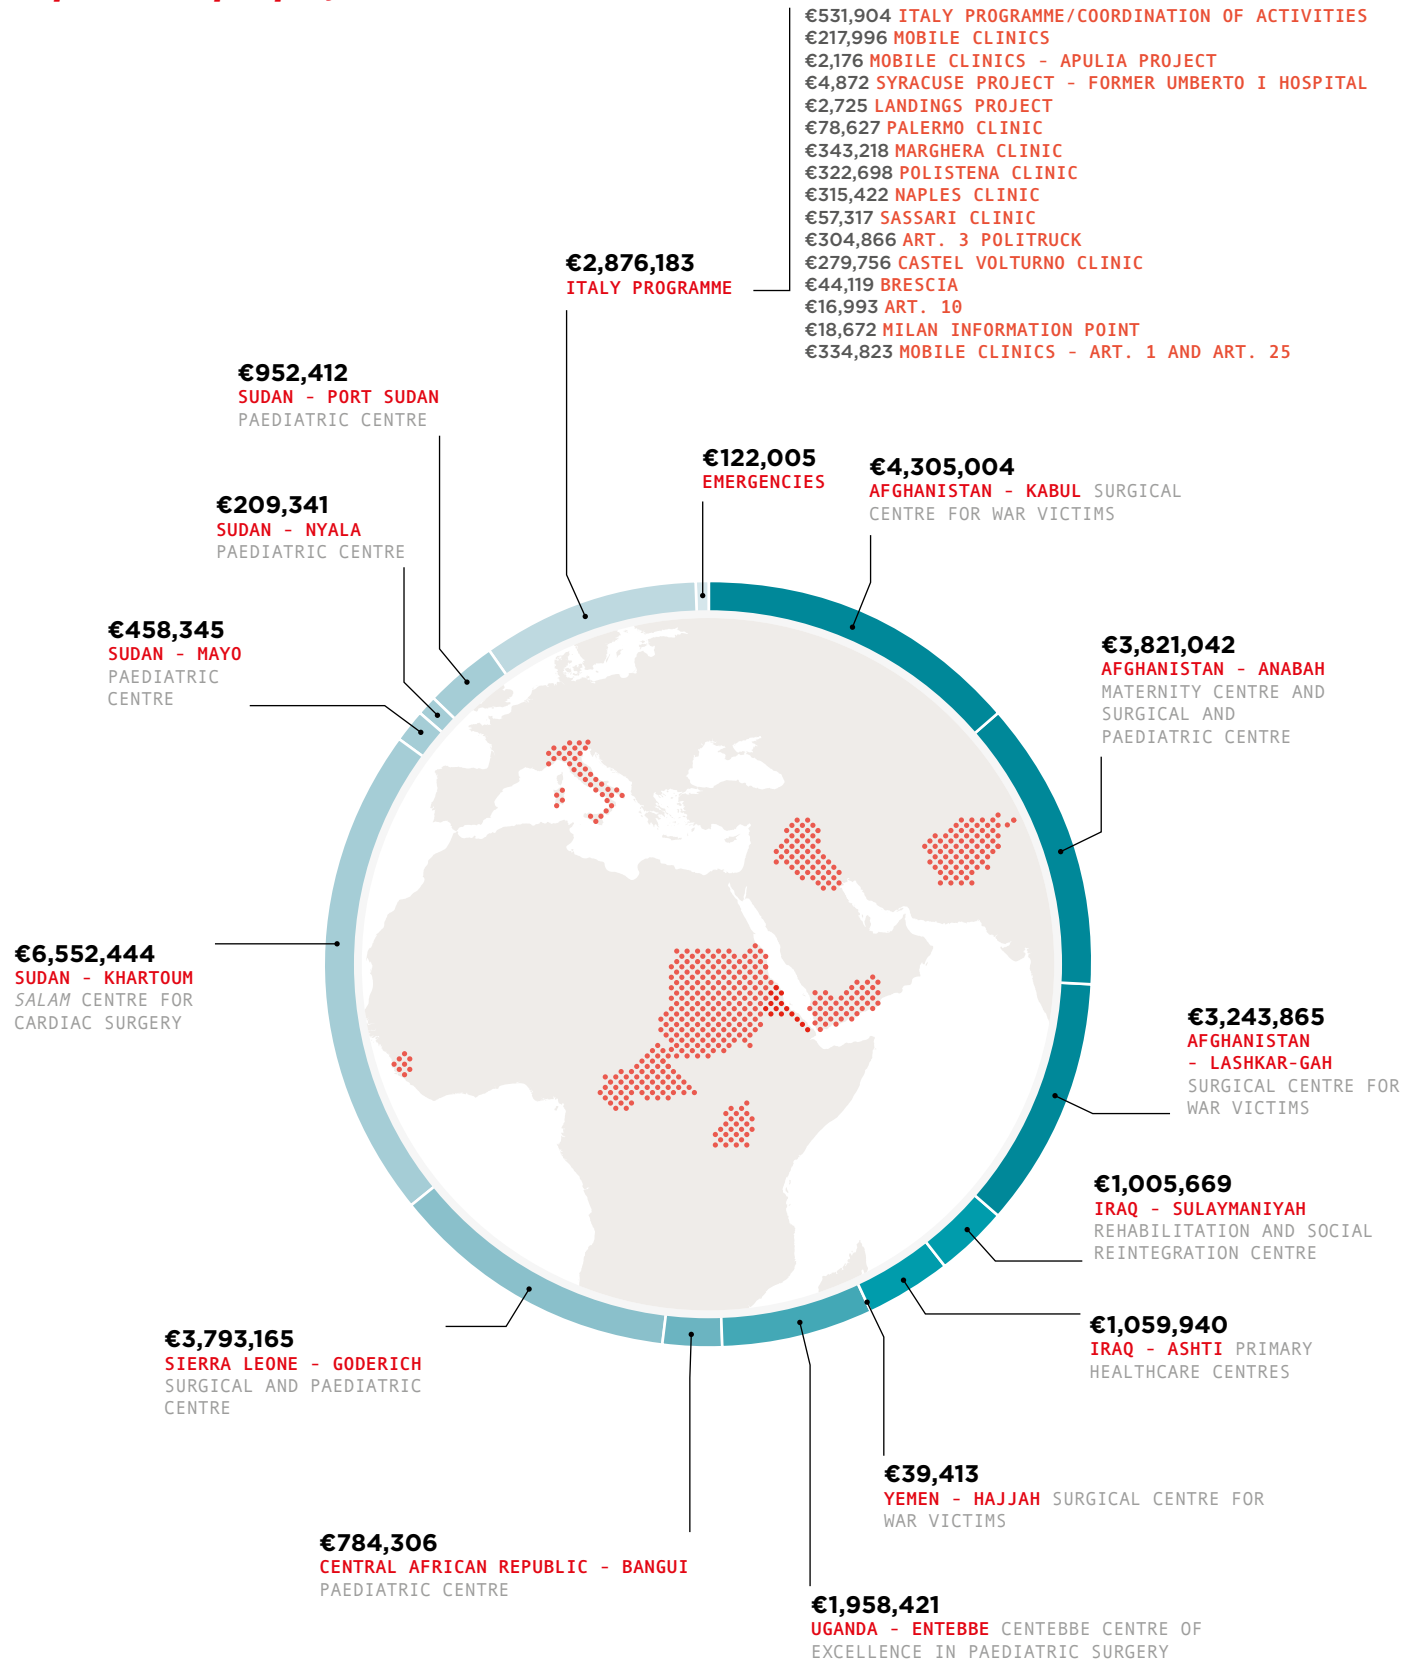 €531,904 ITALY PROGRAMME/COORDINATION OF ACTIVITIES
€217,996 MOBILE CLINICS
€2,176 MOBILE CLINICS - APULIA PROJECT
€4,872 SYRACUSE PROJECT - FORMER UMBERTO I HOSPITAL
€2,725 LANDINGS PROJECT
€78,627 PALERMO CLINIC
€343,218 MARGHERA CLINIC
€322,698 POLISTENA CLINIC
€315,422 NAPLES CLINIC
€57,317 SASSARI CLINIC
€304,866 ART. 3 POLITRUCK
€279,756 CASTEL VOLTURNO CLINIC
€44,119 BRESCIA
€16,993 ART. 10
€18,672 MILAN INFORMATION POINT
€334,823 MOBILE CLINICS - ART. 1 AND ART. 25
€2,876,183
ITALY PROGRAMME
€952,412
SUDAN - PORT SUDAN
PAEDIATRIC CENTRE
€122,005
EMERGENCIES
€4,305,004
AFGHANISTAN - KABUL SURGICAL
CENTRE FOR WAR VICTIMS
€209,341
SUDAN - NYALA
PAEDIATRIC CENTRE
€458,345
SUDAN - MAYO
PAEDIATRIC
CENTRE
€3,821,042
AFGHANISTAN - ANABAH
MATERNITY CENTRE AND
SURGICAL AND
PAEDIATRIC CENTRE
€6,552,444
SUDAN - KHARTOUM
SALAM CENTRE FOR
CARDIAC SURGERY
€3,243,865
AFGHANISTAN
- LASHKAR-GAH
SURGICAL CENTRE FOR
WAR VICTIMS
€1,005,669
IRAQ - SULAYMANIYAH
REHABILITATION AND SOCIAL
REINTEGRATION CENTRE
€1,059,940
IRAQ - ASHTI PRIMARY
HEALTHCARE CENTRES
€3,793,165
SIERRA LEONE - GODERICH
SURGICAL AND PAEDIATRIC
CENTRE
€39,413
YEMEN - HAJJAH SURGICAL CENTRE FOR
WAR VICTIMS
€784,306
CENTRAL AFRICAN REPUBLIC - BANGUI
PAEDIATRIC CENTRE
€1,958,421
UGANDA - ENTEBBE CENTEBBE CENTRE OF
EXCELLENCE IN PAEDIATRIC SURGERY